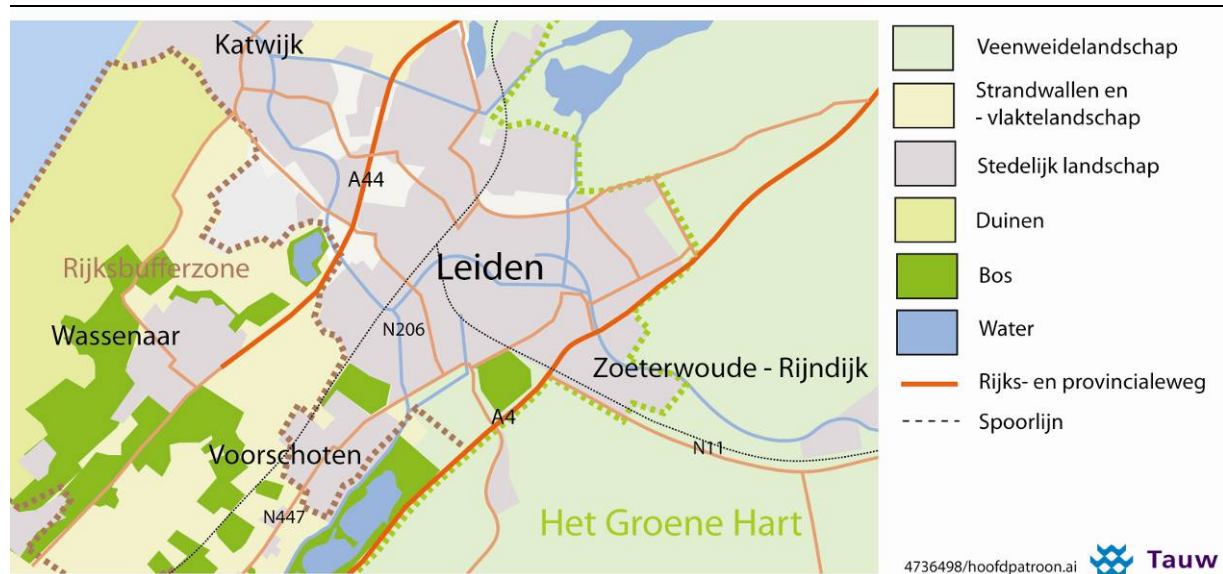 Katwijk
A44
Leiden
Rijksbufferzone
Wassenaar
N206
Zoeterwoude - Rijndijk
A4
Voorschoten
N11
N447
Het Groene Hart
Veenweidelandschap
Strandwallen en
- vlaktelandschap
Stedelijk landschap
Duinen
Bos
Water
Rijks- en provincialeweg
Spoorlijn
4736498/hoofdpatroon.ai
Tauw